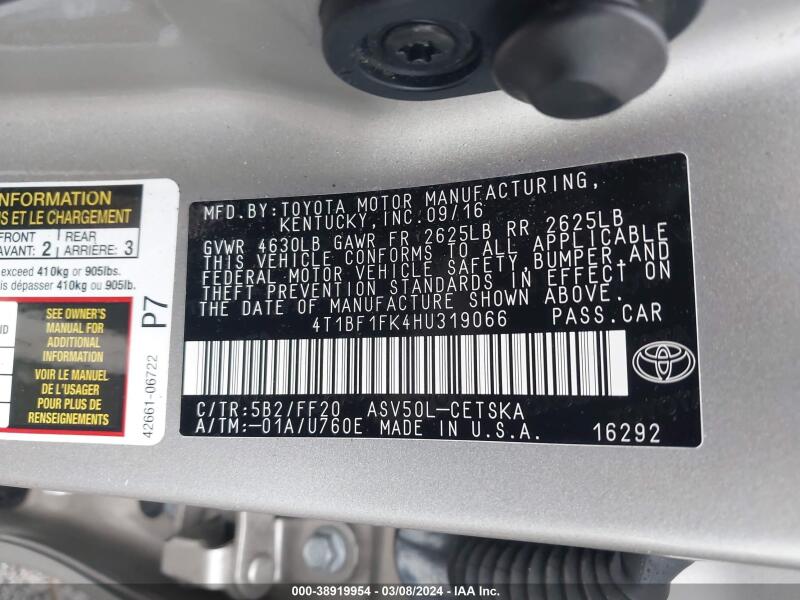 INFORMATION
US ET LE CHARGEMENT
FRONT
AVANT: 2
REAR
ARRIÈRE: 3
exceed 410kg or 905lbs.
is dépasser 410kg ou 905lb.
SEE OWNER'S
MANUAL FOR
ADDITIONAL
INFORMATION
VOIR LE MANUEL
DE L'USAGER
POUR PLUS DE
P7
42661-06722
MFD.BY:TOYOTA MOTOR MANUFACTURING,
KENTUCKY, INC.09/16
GVWR 4630LB GAWR FR 2625LB RR 2625LB
THIS VEHICLE CONFORMS TO ALL APPLICABLE
FEDERAL MOTOR VEHICLE SAFETY, BUMPER,AND
THEFT PREVENTION STANDARDS IN EFFECT ON
THE DATE OF MANUFACTURE SHOWN ABOVE.
4T1BF1FK4HU319066 PASS.CAR
C/TR:5B2/FF20 ASV50L-CETSKA
A/TM:-01A/U760E MADE IN U.S.A. 16292
000-38919954 - 03/08/2024 - IAA Inc.